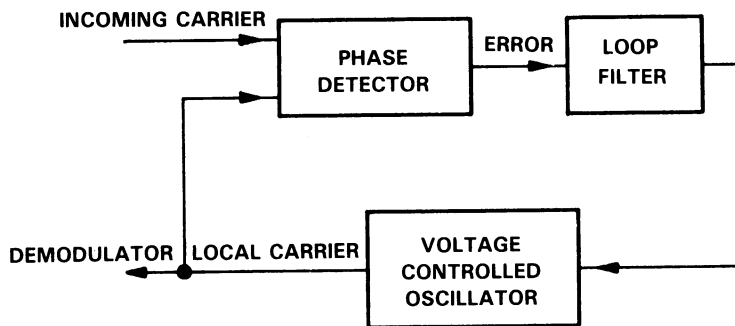 INCOMING CARRIER
PHASE
DETECTOR
ERROR
LOOP
FILTER
DEMODULATOR
LOCAL CARRIER
VOLTAGE
CONTROLLED
OSCILLATOR